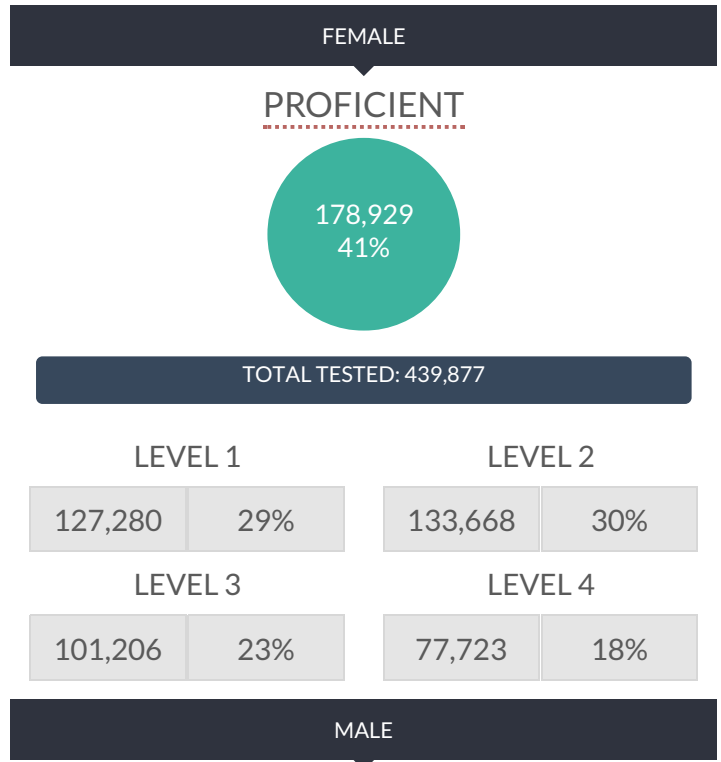 FEMALE
PROFICIENT
178,929
41%
TOTAL TESTED: 439,877
LEVEL 1 LEVEL 2
127,280 29% 133,668 30%
LEVEL 3 LEVEL 4
101,206 23% 77,723 18%
MALE